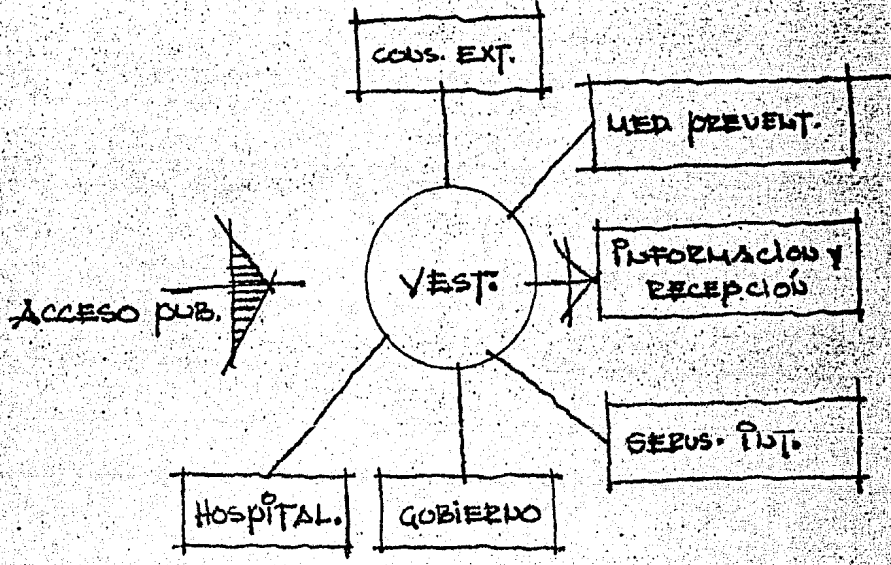 CONS. EXT.
MED. PREVENT.
INFORMACION Y
RECEPCIÓN
VEST.
ACCESO PUB.
SERVS. INT.
HOSPITAL.
GOBIERNO